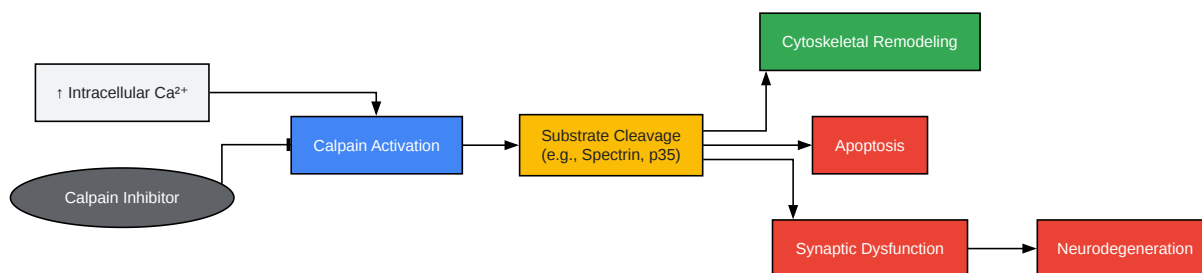 Cytoskeletal Remodeling
↑ Intracellular Ca²⁺
Calpain Activation
Substrate Cleavage
(e.g., Spectrin, p35)
Apoptosis
Calpain Inhibitor
Synaptic Dysfunction
Neurodegeneration